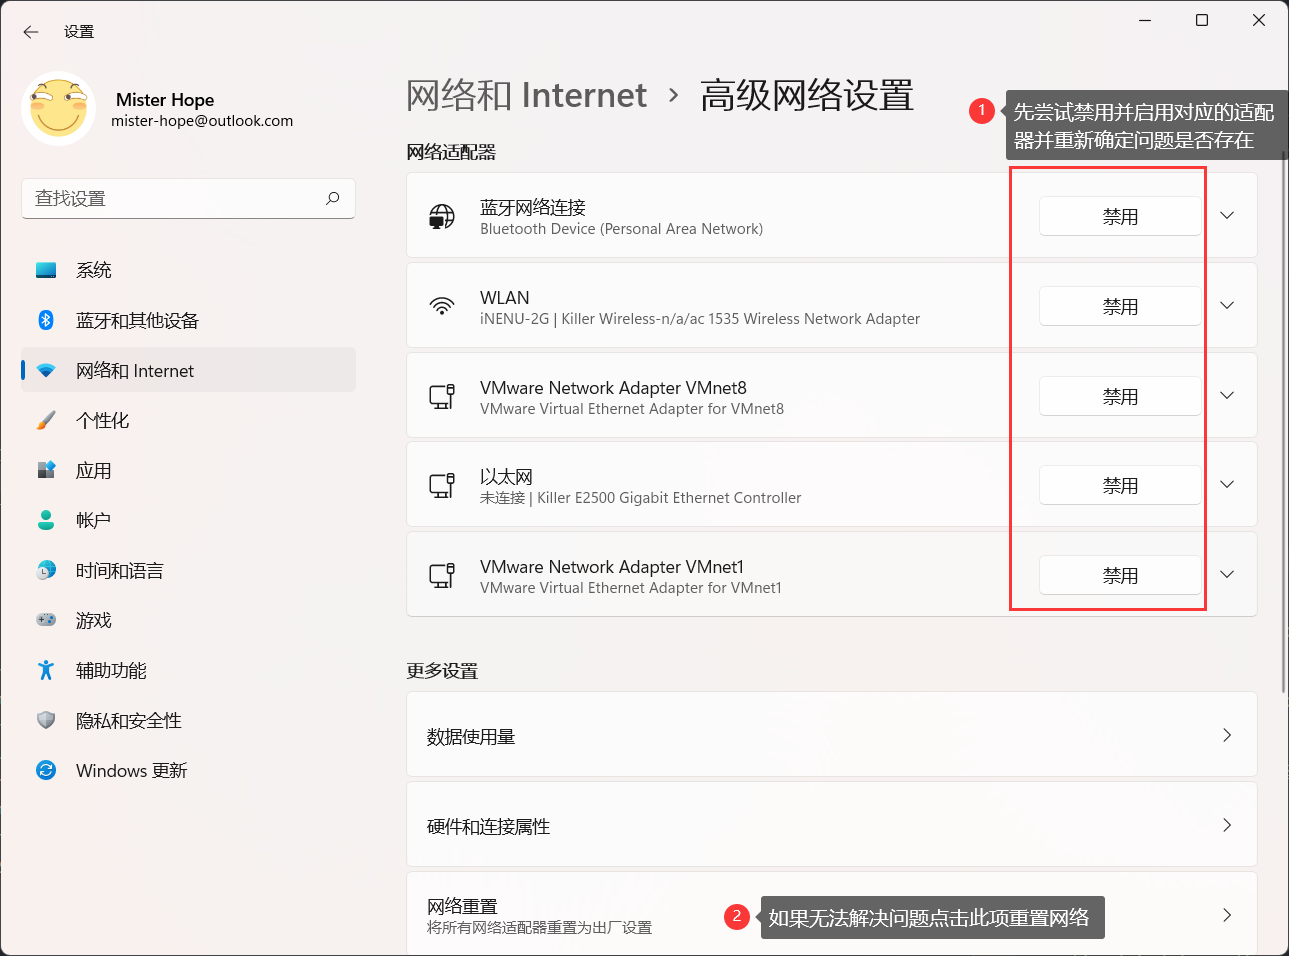 设置
Mister Hope
mister-hope@outlook.com
查找设置
系统
蓝牙和其他设备
网络和 Internet
个性化
应用
帐户
时间和语言
游戏
辅助功能
隐私和安全性
Windows 更新
网络和 Internet › 高级网络设置
1
先尝试禁用并启用对应的适配
器并重新确定问题是否存在
网络适配器
蓝牙网络连接
Bluetooth Device (Personal Area Network)
禁用
WLAN
iNENU-2G | Killer Wireless-n/a/ac 1535 Wireless Network Adapter
禁用
VMware Network Adapter VMnet8
VMware Virtual Ethernet Adapter for VMnet8
禁用
以太网
未连接 | Killer E2500 Gigabit Ethernet Controller
禁用
VMware Network Adapter VMnet1
VMware Virtual Ethernet Adapter for VMnet1
禁用
更多设置
数据使用量
硬件和连接属性
网络重置
将所有网络适配器重置为出厂设置
2
如果无法解决问题点击此项重置网络